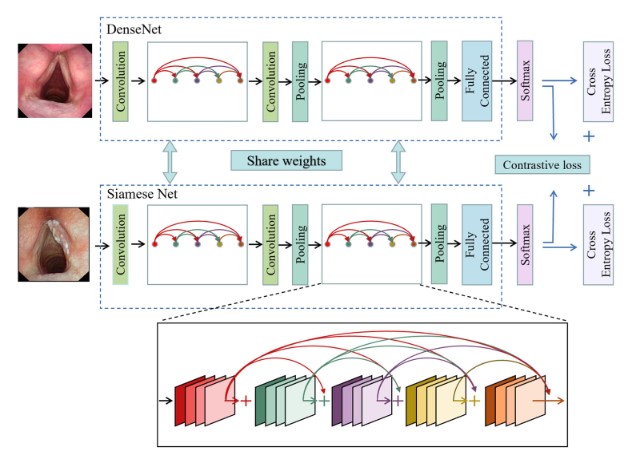 DenseNet
Convolution
Convolution
Pooling
Pooling
Fully
Connected
Softmax
Cross
Entropy Loss
+
Share weights
Contrastive loss
+
Siamese Net
Convolution
Convolution
Pooling
Pooling
Fully
Connected
Softmax
Cross
Entropy Loss
+ + + +